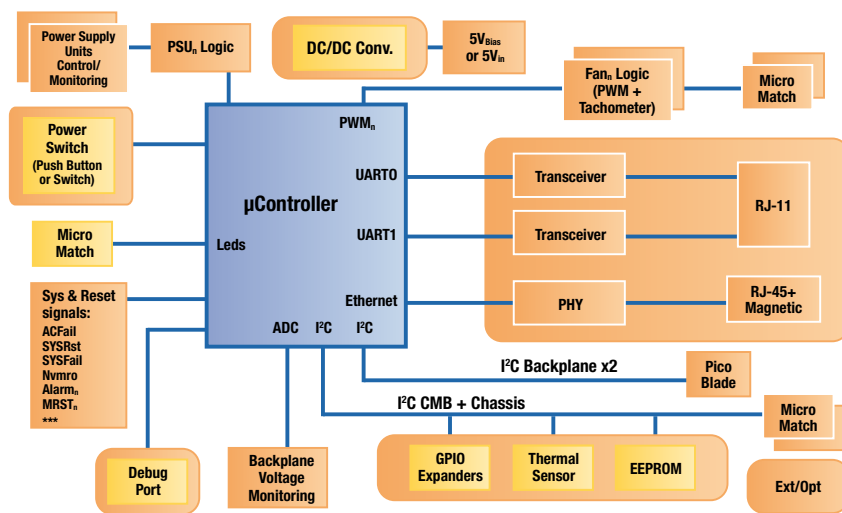 Power Supply
Units
Control/
Monitoring
PSUn Logic
DC/DC Conv.
5VBias
or 5Vin
Fann Logic
(PWM +
Tachometer)
Micro
Match
Power
Switch
(Push Button
or Switch)
PWMn
UART0
Transceiver
RJ-11
µController
Micro
Match
Leds
UART1
Transceiver
Sys & Reset
signals:
ACFail
SYSRst
SYSFail
Nvmro
Alarmn
MRSTn
***
Ethernet
PHY
RJ-45+
Magnetic
ADC
I²C
I²C
I²C Backplane x2
Pico
Blade
I²C CMB + Chassis
Micro
Match
Debug
Port
Backplane
Voltage
Monitoring
GPIO
Expanders
Thermal
Sensor
EEPROM
Ext/Opt